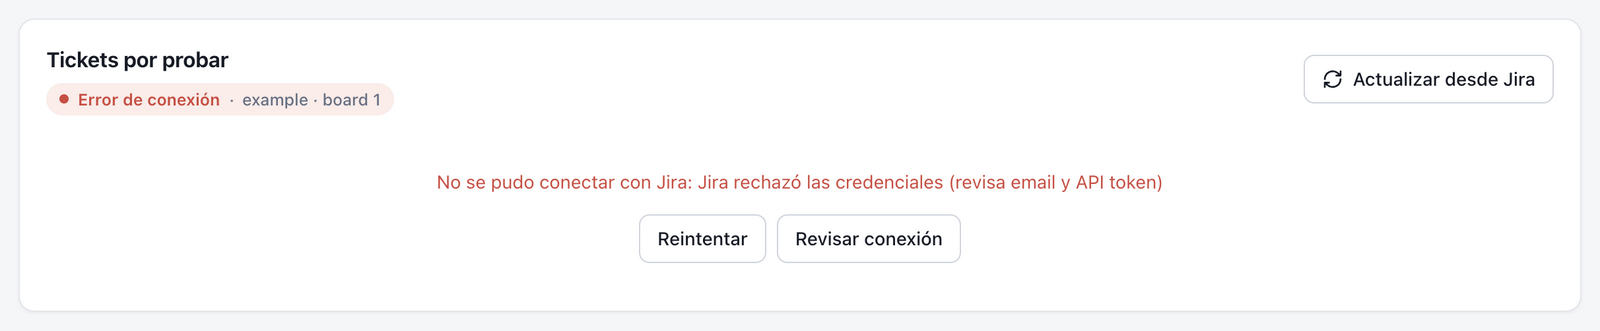 Tickets por probar
Error de conexión · example · board 1
Actualizar desde Jira
No se pudo conectar con Jira: Jira rechazó las credenciales (revisa email y API token)
Reintentar
Revisar conexión